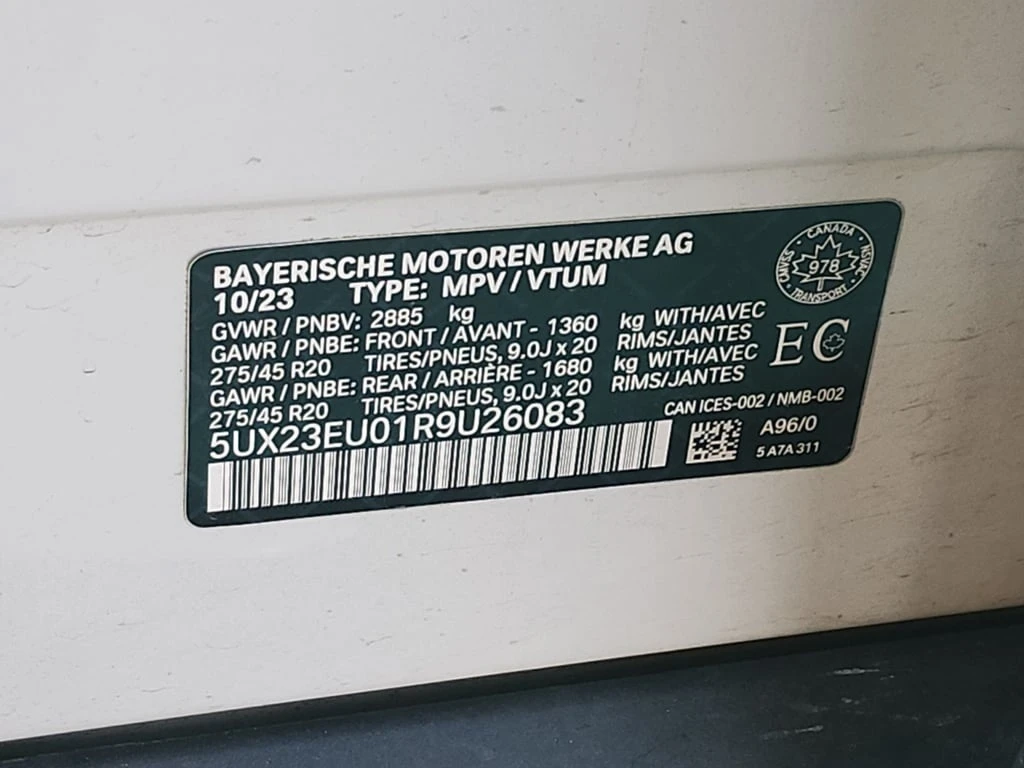 BAYERISCHE MOTOREN WERKE AG
10/23 TYPE: MPV / VTUM
GVWR / PNBV: 2885 kg
GAWR / PNBE: FRONT / AVANT - 1360 kg WITH/AVEC
275/45 R20 TIRES/PNEUS, 9.0J x 20 RIMS/JANTES
GAWR / PNBE: REAR / ARRIÈRE - 1680 kg WITH/AVEC
275/45 R20 TIRES/PNEUS, 9.0J x 20 RIMS/JANTES
5UX23EU01R9U26083
CANADA
CMVSS 978 NSVAC
TRANSPORT
EC
CAN ICES-002 / NMB-002
A96/0
5 A7A 311